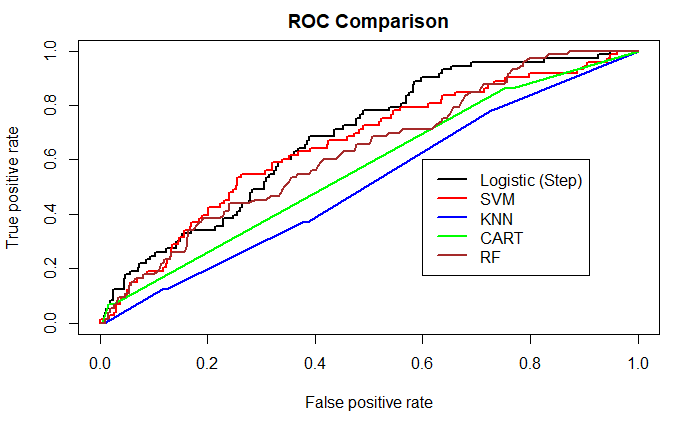 ROC Comparison
True positive rate
1.0
0.8
0.6
0.4
0.2
0.0
Logistic (Step)
SVM
KNN
CART
RF
0.0 0.2 0.4 0.6 0.8 1.0
False positive rate